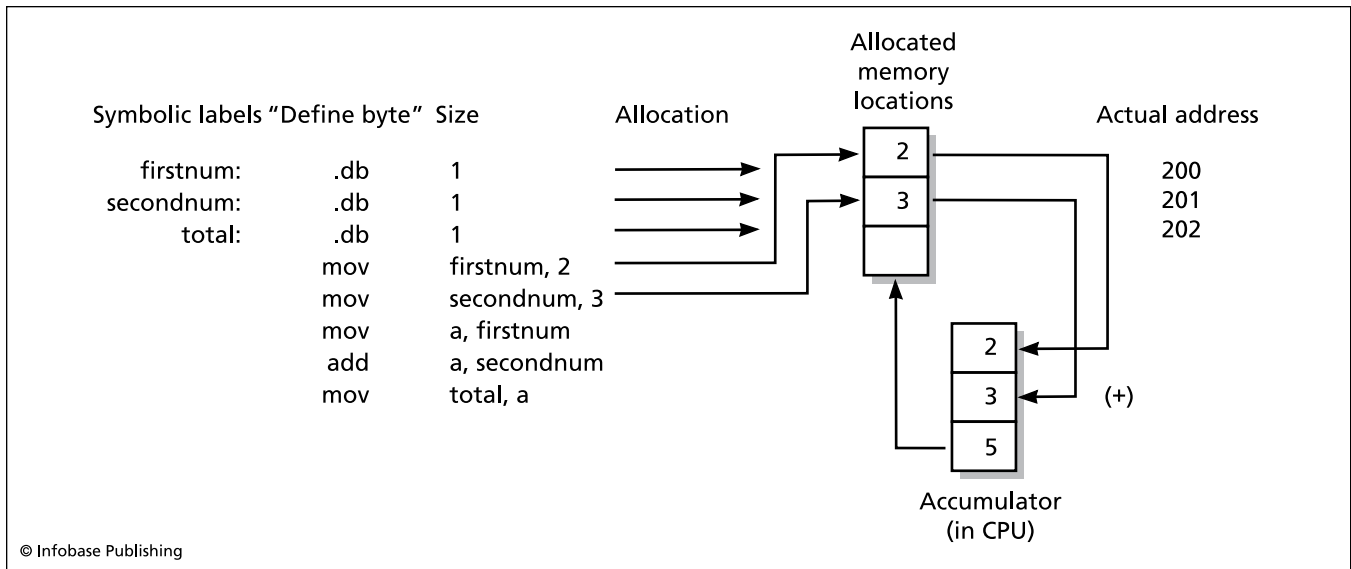 Allocated
memory
locations
Symbolic labels “Define byte” Size Allocation Actual address
firstnum: .db 1 2 200
secondnum: .db 1 3 201
total: .db 1 202
mov firstnum, 2
mov secondnum, 3
mov a, firstnum 2
add a, secondnum
mov total, a 3 (+)
5
Accumulator
(in CPU)
© Infobase Publishing